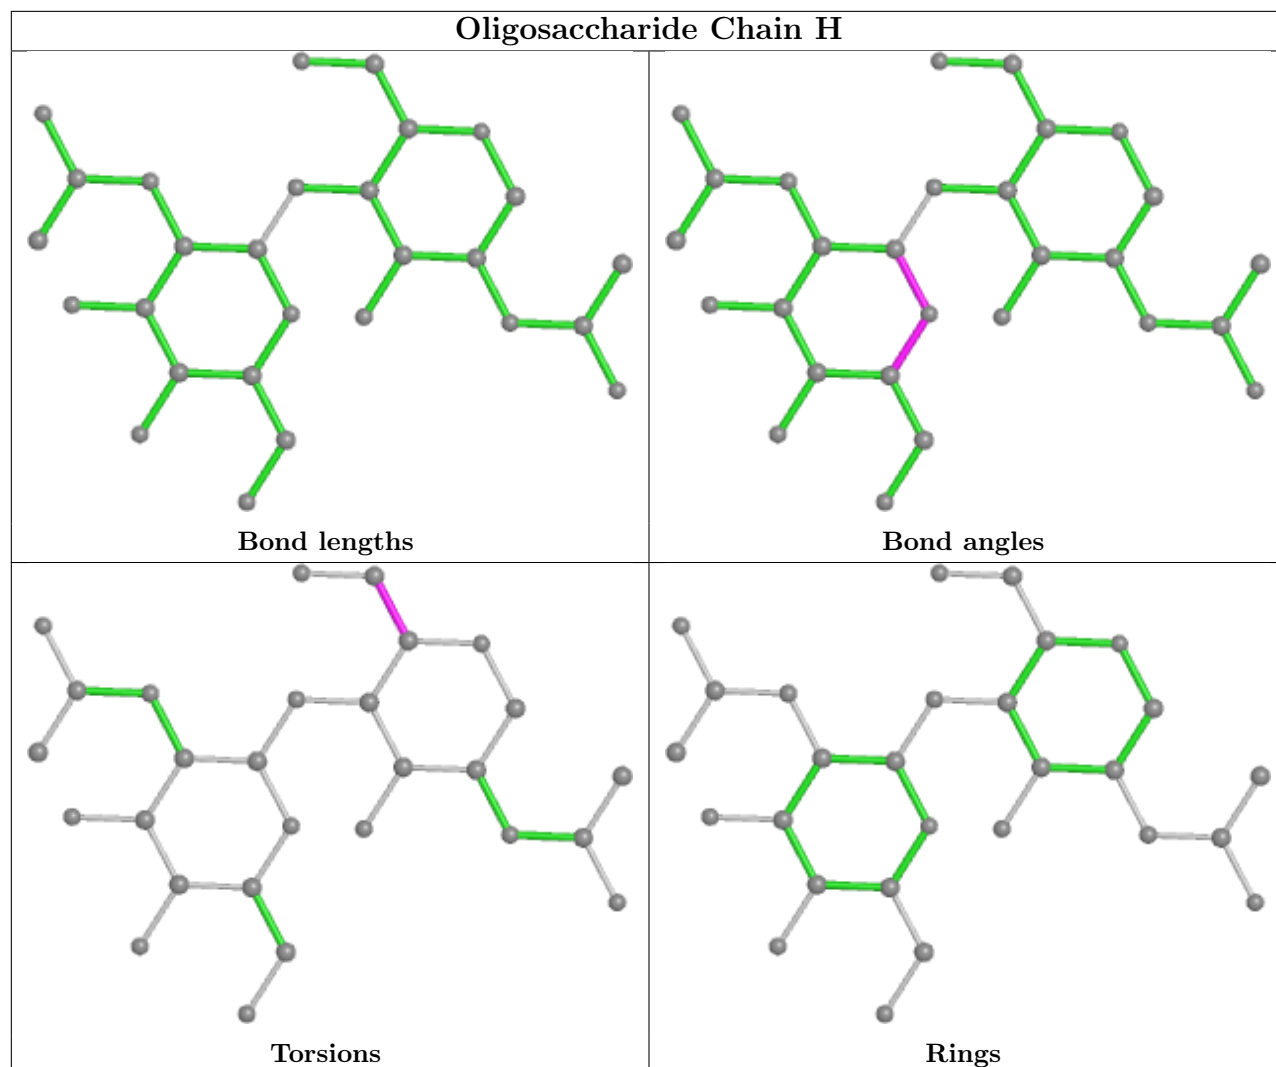 Oligosaccharide Chain H
Bond lengths
Bond angles
Torsions
Rings